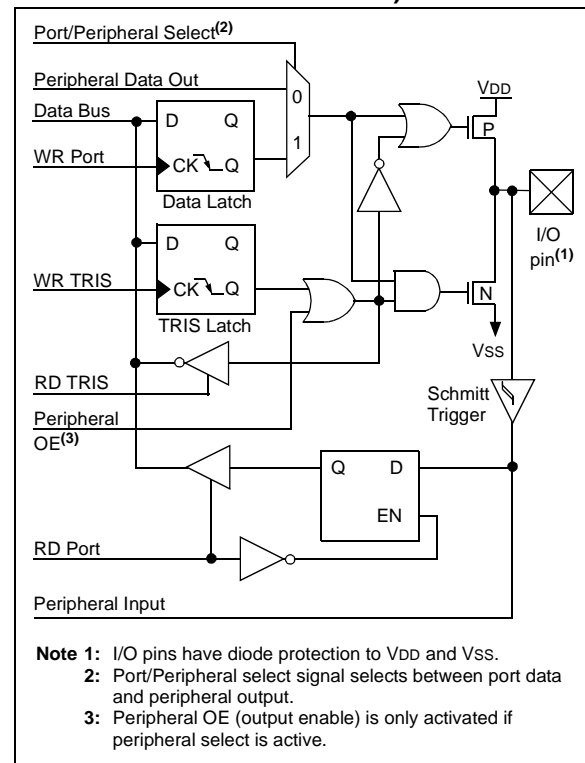 Port/Peripheral Select(2)
Peripheral Data Out
Data Bus
WR Port
D Q
CK Q
Data Latch
0
1
VDD
P
I/O
pin(1)
D Q
WR TRIS
CK Q
TRIS Latch
N
VSS
RD TRIS
Schmitt
Trigger
Peripheral
OE(3)
Q D
EN
RD Port
Peripheral Input
Note 1: I/O pins have diode protection to VDD and VSS.
2: Port/Peripheral select signal selects between port data
and peripheral output.
3: Peripheral OE (output enable) is only activated if
peripheral select is active.